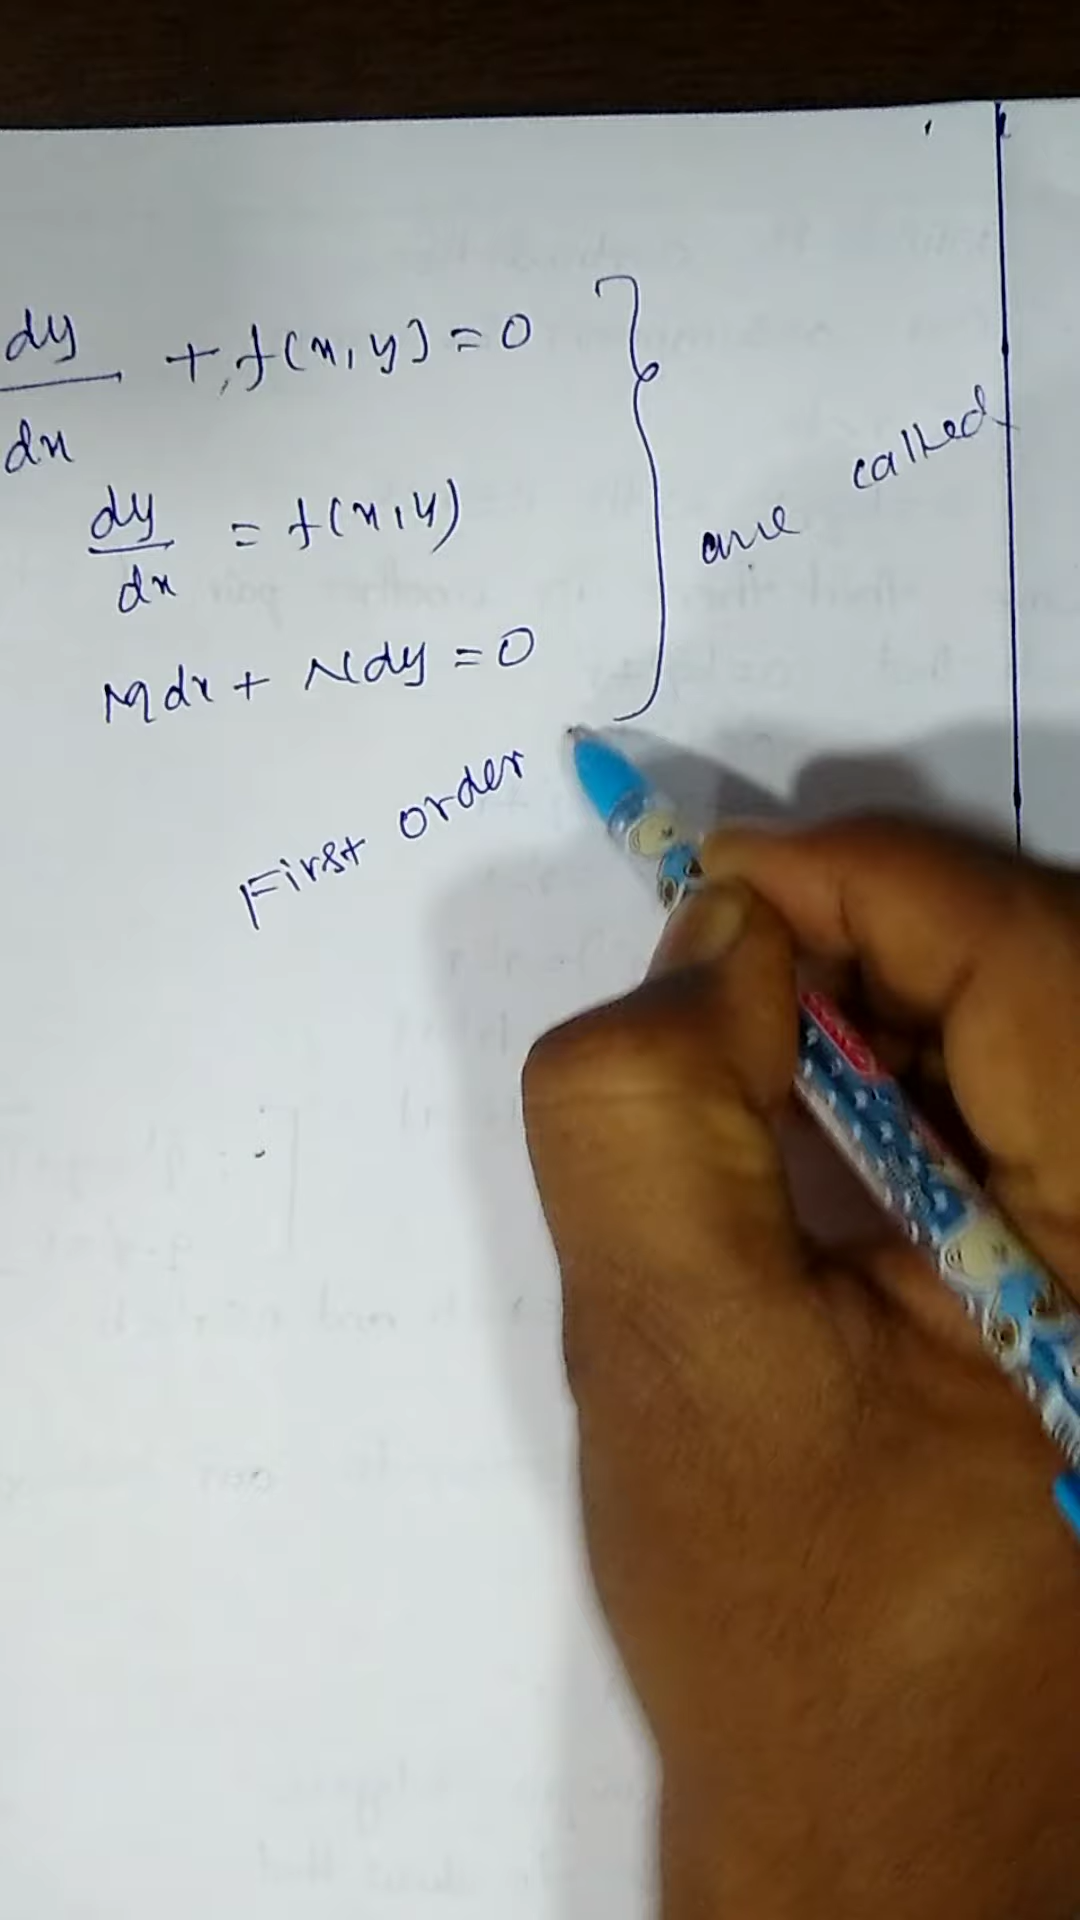 dy/dx + f(x,y)=0
dy/dx = f(x,y)
Mdx + Ndy =0
are called
First order